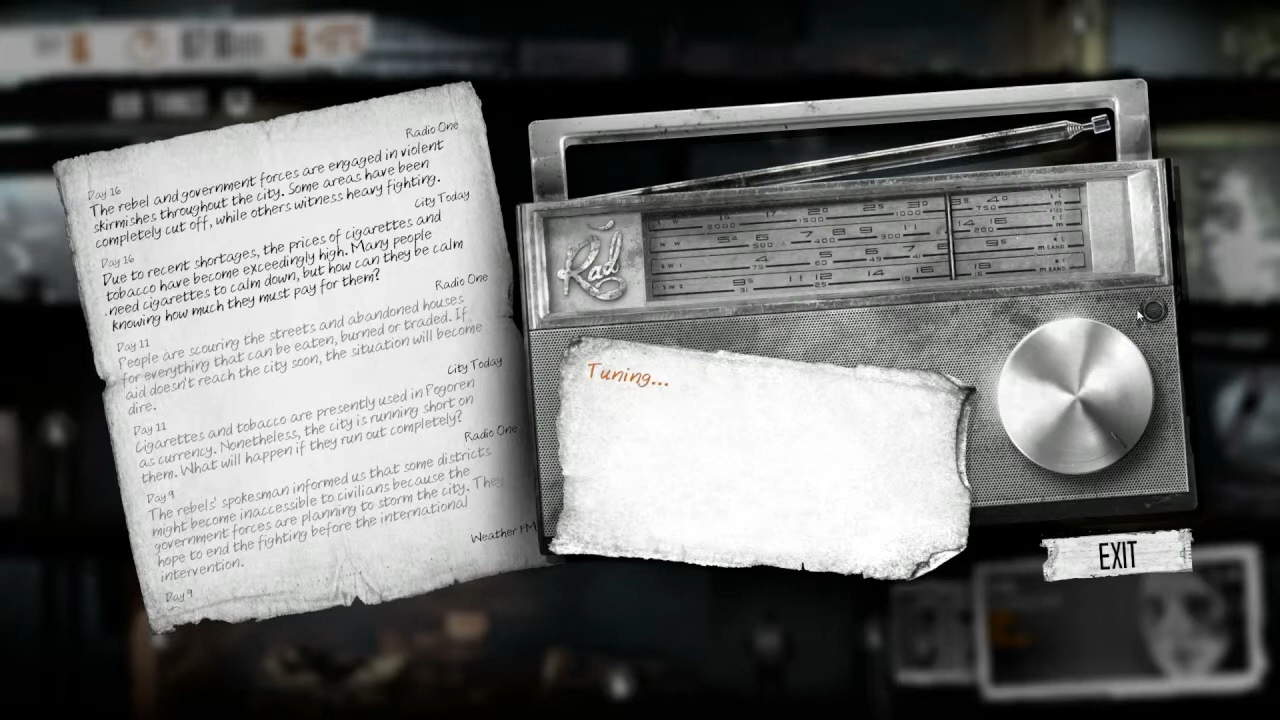 Radio One
Day 16
The rebel and government forces are engaged in violent
skirmishes throughout the city. Some areas have been
completely cut off, while others witness heavy fighting.
City Today
Day 16
Due to recent shortages, the prices of cigarettes and
tobacco have become exceedingly high. Many people
need cigarettes to calm down, but how can they be calm
knowing how much they must pay for them?
Radio One
Day 11
People are scouring the streets and abandoned houses
for everything that can be eaten, burned or traded. If
aid doesn't reach the city soon, the situation will become
dire.
City Today
Day 11
Cigarettes and tobacco are presently used in Pogoren
as currency. Nonetheless, the city is running short on
them. What will happen if they run out completely?
Radio One
Day 9
The rebels' spokesman informed us that some districts
might become inaccessible to civilians because the
government forces are planning to storm the city. They
hope to end the fighting before the international
intervention.
Weather FM
Day 9
Rad
Tuning...
EXIT